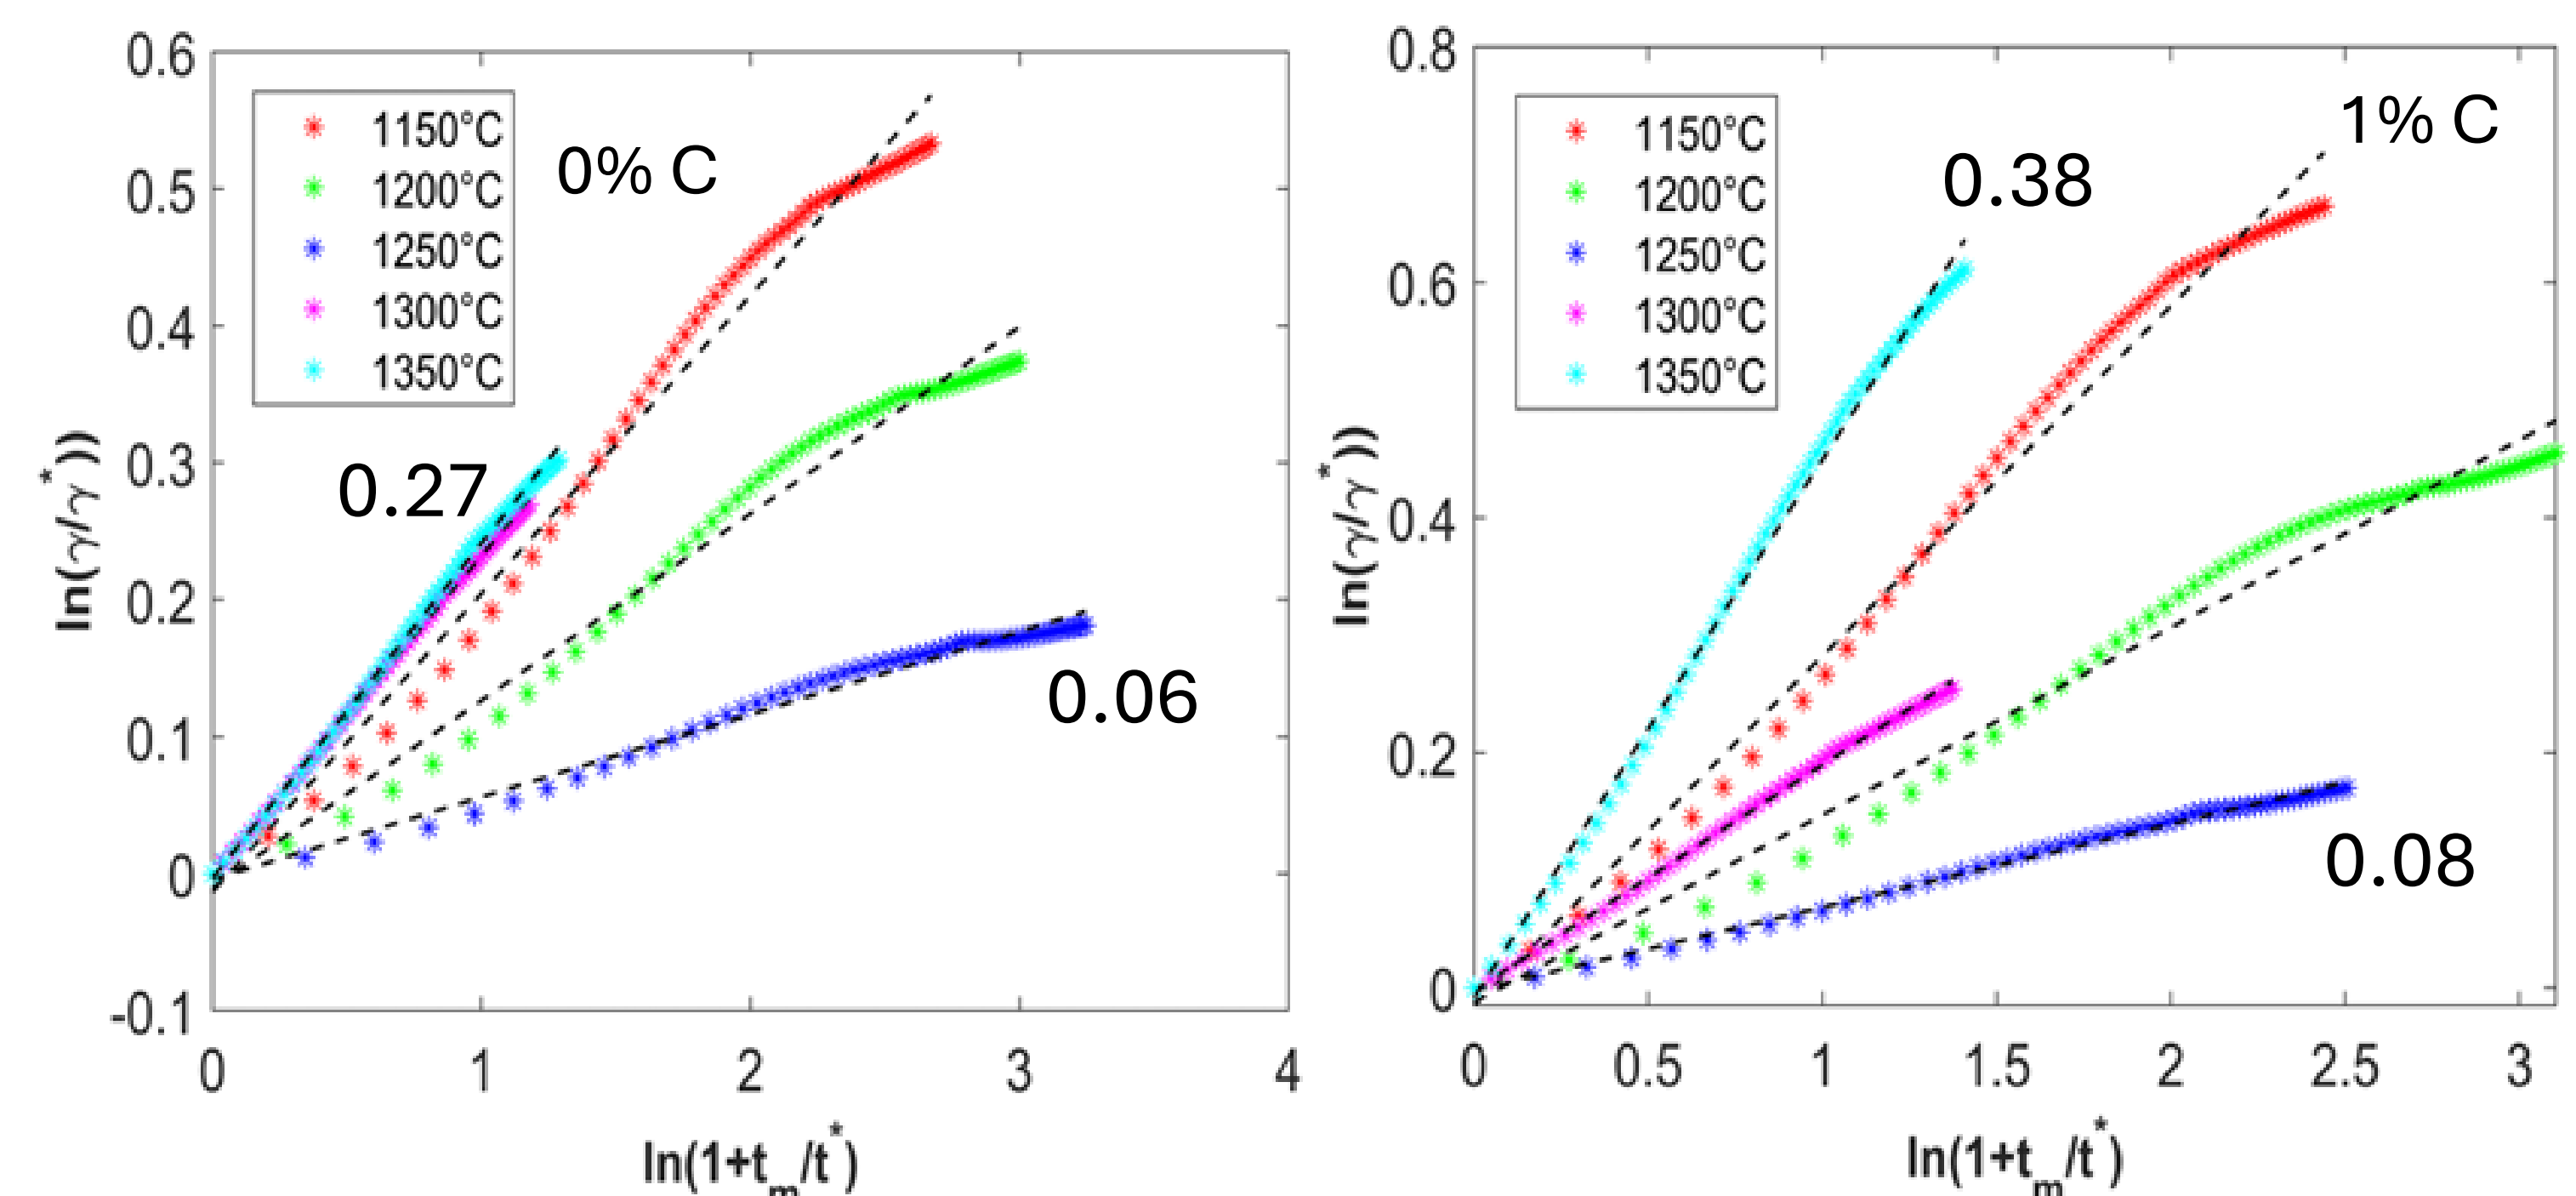 0.6
0.5
0.4
0.3
0.2
0.1
0
-0.1
ln(γ/γ*))
1150°C
1200°C
1250°C
1300°C
1350°C
0% C
0.27
0.06
0 1 2 3 4
ln(1+tm/t*)
0.8
0.6
0.4
0.2
0
ln(γ/γ*))
1150°C
1200°C
1250°C
1300°C
1350°C
1% C
0.38
0.08
0 0.5 1 1.5 2 2.5 3
ln(1+tm/t*)